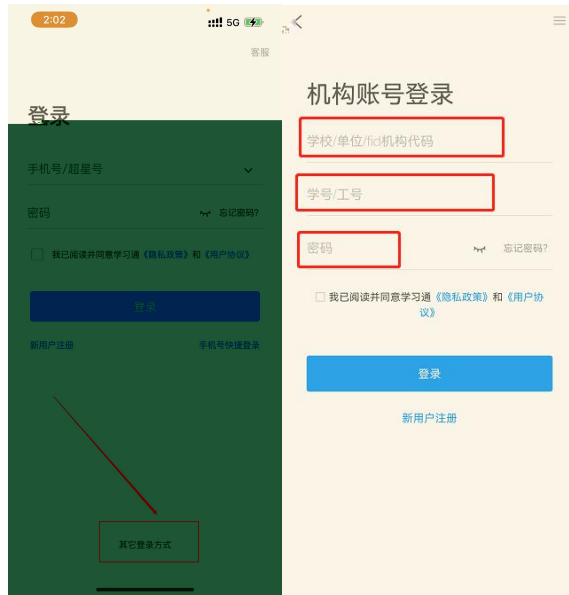 2:02
5G
客服
登录
手机号/超星号
密码
忘记密码?
我已阅读并同意学习通《隐私政策》和《用户协议》
登录
新用户注册
手机号快捷登录
其它登录方式
机构账号登录
学校/单位/fid机构代码
学号/工号
密码
忘记密码?
我已阅读并同意学习通《隐私政策》和《用户协
议》
登录
新用户注册